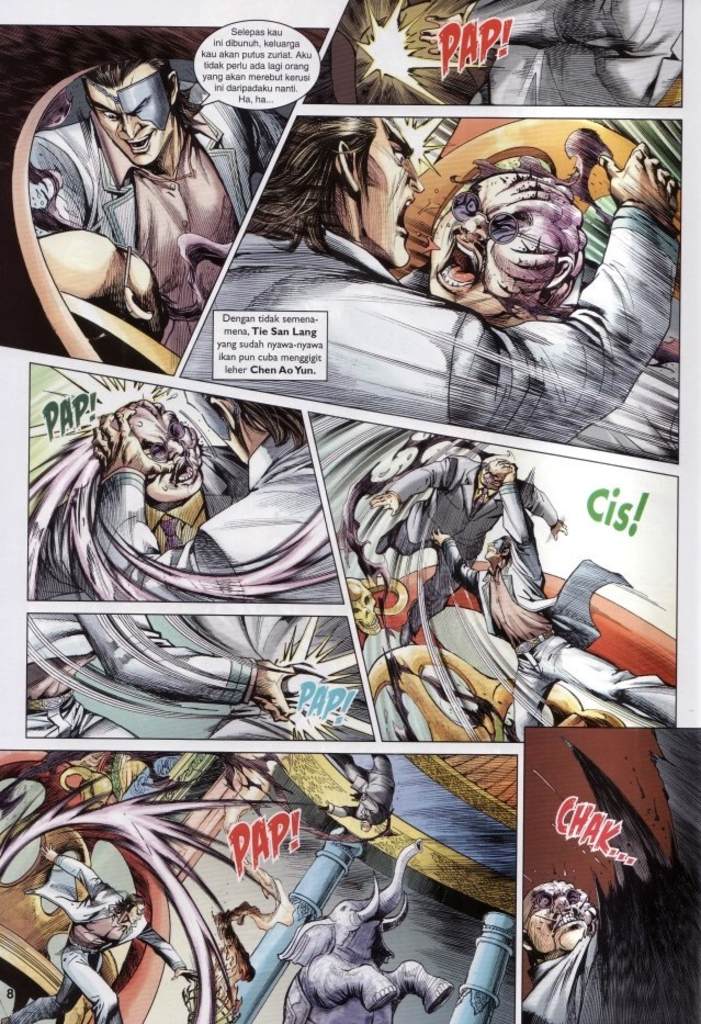 Selepas kau
ini dibunuh, keluarga
kau akan putus zuriat. Aku
tidak perlu ada lagi orang
yang akan merebut kerusi
ini daripadaku nanti.
Ha, ha...
PAP!
Dengan tidak semena-
mena, Tie San Lang
yang sudah nyawa-nyawa
ikan pun cuba menggigit
leher Chen Ao Yun.
PAP!
Cis!
PAP!
PAP!
CHAK...
8